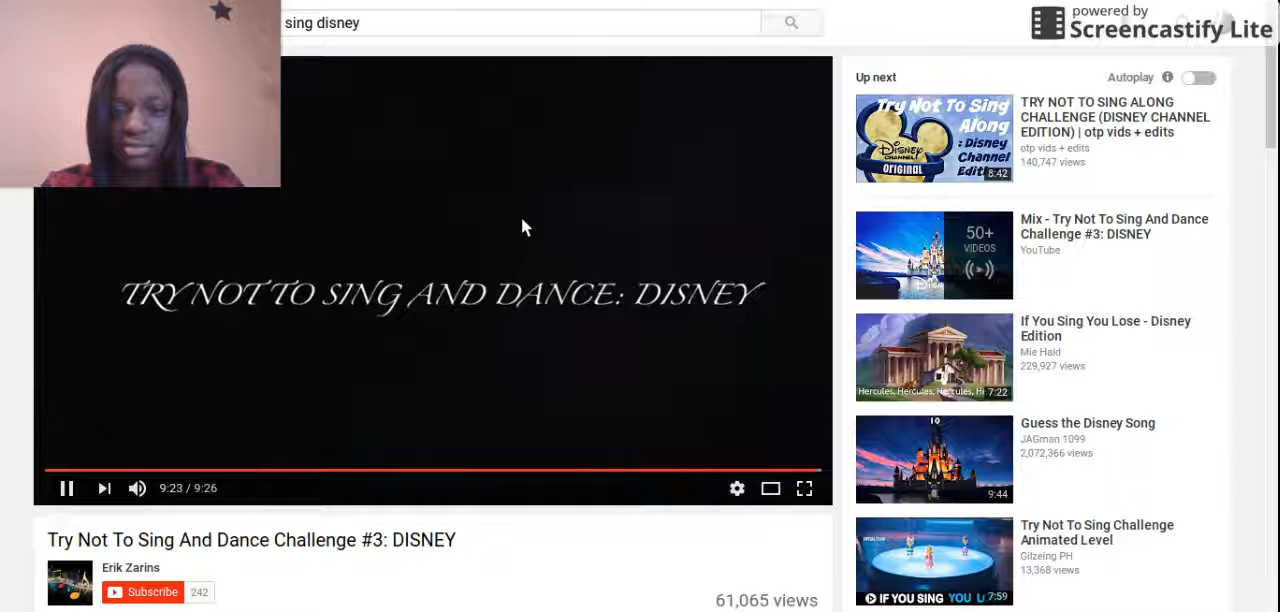 sing disney
powered by
Screencastify Lite
TRY NOT TO SING AND DANCE: DISNEY
9:23 / 9:26
Try Not To Sing And Dance Challenge #3: DISNEY
Erik Zarins
Subscribe 242
61,065 views
Up next
Autoplay
Try Not To Sing
Along
: Disney
Channel
Disney
CHANNEL
ORIGINAL
8:42
TRY NOT TO SING ALONG
CHALLENGE (DISNEY CHANNEL
EDITION) | otp vids + edits
otp vids + edits
140,747 views
50+
VIDEOS
Mix - Try Not To Sing And Dance
Challenge #3: DISNEY
YouTube
Hercules, Hercules, Hercules,
7:22
If You Sing You Lose - Disney
Edition
Mie Haid
229,927 views
10
9:44
Guess the Disney Song
JAGman 1099
2,072,366 views
IF YOU SING YOU
7:59
Try Not To Sing Challenge
Animated Level
Gilzeing PH
13,368 views